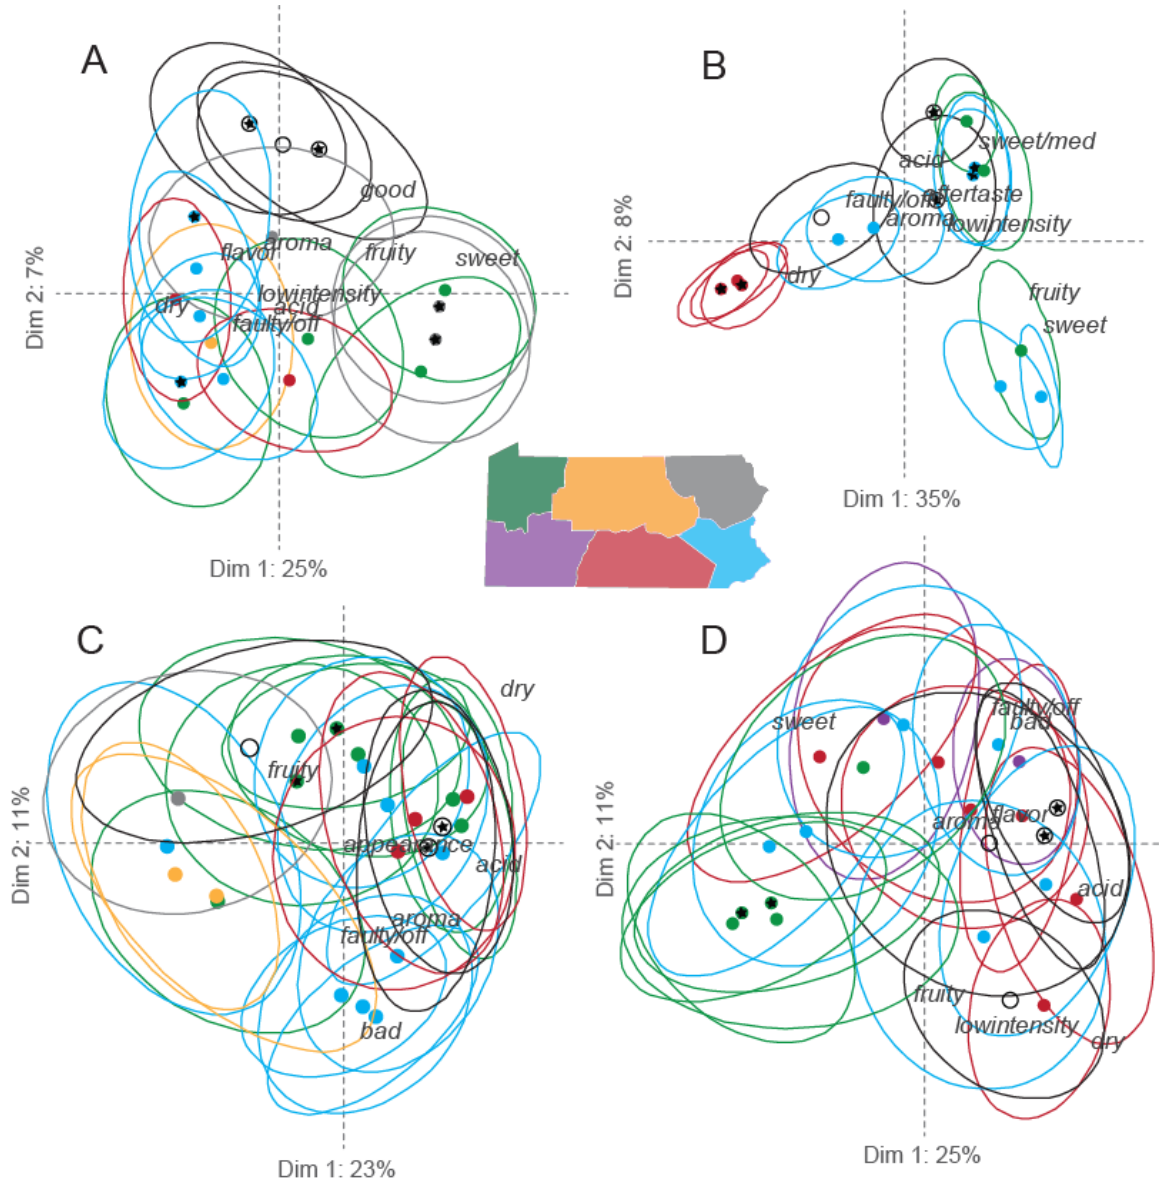 A
good
aroma
flavor
fruity
sweet
lowintensity
dry
acid
faulty/off
Dim 2: 7%
Dim 1: 25%
B
sweet/med
acid
aftertaste
faulty/off
aroma
lowintensity
dry
fruity
sweet
Dim 2: 8%
Dim 1: 35%
C
dry
fruity
appearance
acid
aroma
faulty/off
bad
Dim 2: 11%
Dim 1: 23%
D
faulty/off
sweet
bad
flavor
aroma
acid
fruity
lowintensity
dry
Dim 2: 11%
Dim 1: 25%